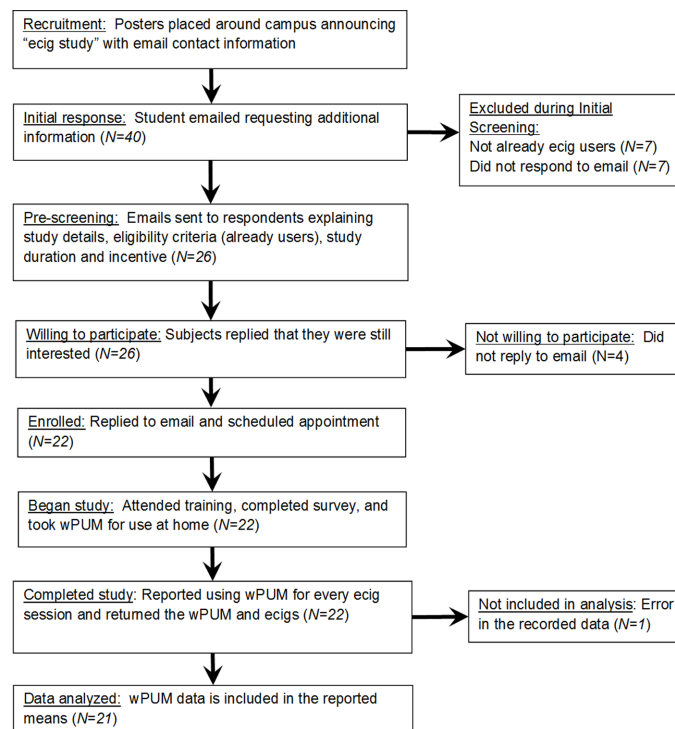 Recruitment: Posters placed around campus announcing
“ecig study” with email contact information
Initial response: Student emailed requesting additional
information (N=40)
Excluded during Initial
Screening:
Not already ecig users (N=7)
Did not respond to email (N=7)
Pre-screening: Emails sent to respondents explaining
study details, eligibility criteria (already users), study
duration and incentive (N=26)
Willing to participate: Subjects replied that they were still
interested (N=26)
Not willing to participate: Did
not reply to email (N=4)
Enrolled: Replied to email and scheduled appointment
(N=22)
Began study: Attended training, completed survey, and
took wPUM for use at home (N=22)
Completed study: Reported using wPUM for every ecig
session and returned the wPUM and ecigs (N=22)
Not included in analysis: Error
in the recorded data (N=1)
Data analyzed: wPUM data is included in the reported
means (N=21)